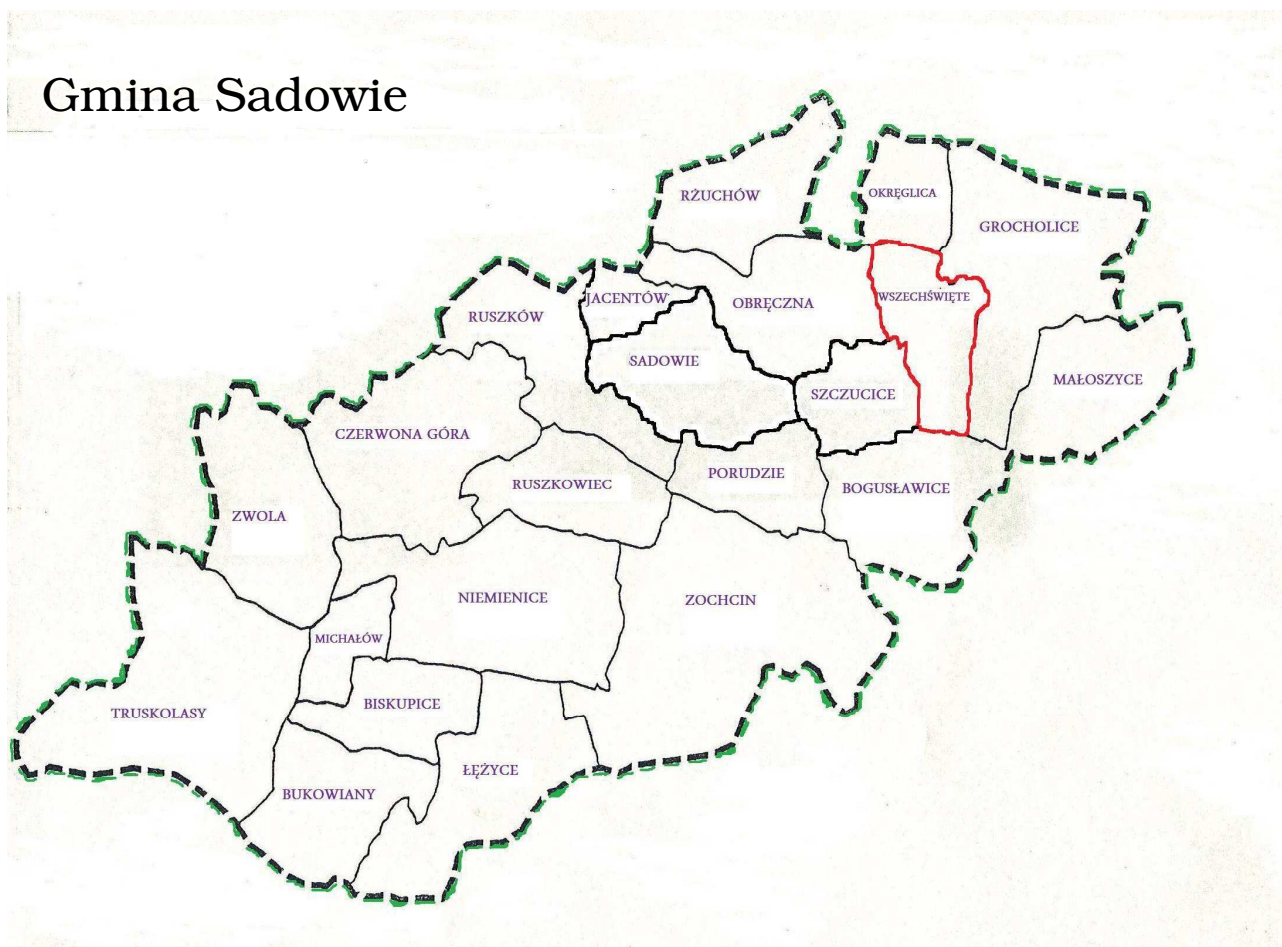 Gmina Sadowie
RŻUCHÓW
OKRĘGLICA
GROCHOLICE
JACENTÓW
OBRĘCZNA
WSZECHŚWIĘTE
RUSZKÓW
SADOWIE
MAŁOSZYCE
SZCZUCICE
CZERWONA GÓRA
PORUDZIE
RUSZKOWIEC
BOGUSŁAWICE
ZWOLA
NIEMIENICE
ZOCHCIN
MICHAŁÓW
BISKUPICE
TRUSKOLASY
ŁĘŻYCE
BUKOWIANY